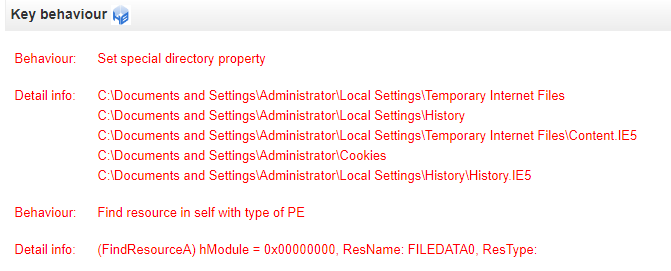 Key behaviour
Behaviour: Set special directory property
Detail info: C:\Documents and Settings\Administrator\Local Settings\Temporary Internet Files
C:\Documents and Settings\Administrator\Local Settings\History
C:\Documents and Settings\Administrator\Local Settings\Temporary Internet Files\Content.IE5
C:\Documents and Settings\Administrator\Cookies
C:\Documents and Settings\Administrator\Local Settings\History\History.IE5
Behaviour: Find resource in self with type of PE
Detail info: (FindResourceA) hModule = 0x00000000, ResName: FILEDATA0, ResType: